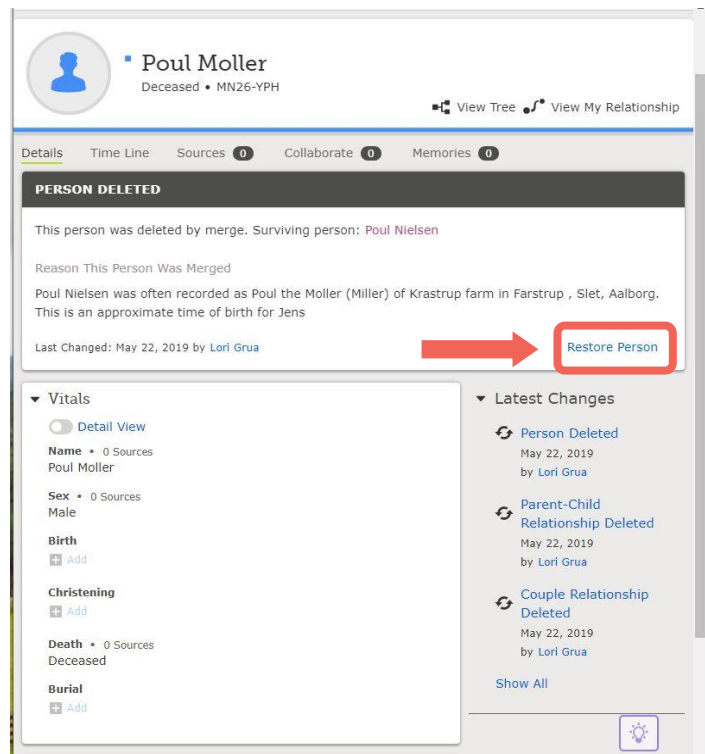 Poul Moller
Deceased • MN26-YPH
View Tree View My Relationship
Details Time Line Sources 0 Collaborate 0 Memories 0
PERSON DELETED
This person was deleted by merge. Surviving person: Poul Nielsen
Reason This Person Was Merged
Poul Nielsen was often recorded as Poul the Moller (Miller) of Krastrup farm in Farstrup , Slet, Aalborg.
This is an approximate time of birth for Jens
Last Changed: May 22, 2019 by Lori Grua
Restore Person
Vitals
Detail View
Name • 0 Sources
Poul Moller
Sex • 0 Sources
Male
Birth
Add
Christening
Add
Death • 0 Sources
Deceased
Burial
Add
Latest Changes
Person Deleted
May 22, 2019
by Lori Grua
Parent-Child
Relationship Deleted
May 22, 2019
by Lori Grua
Couple Relationship
Deleted
May 22, 2019
by Lori Grua
Show All